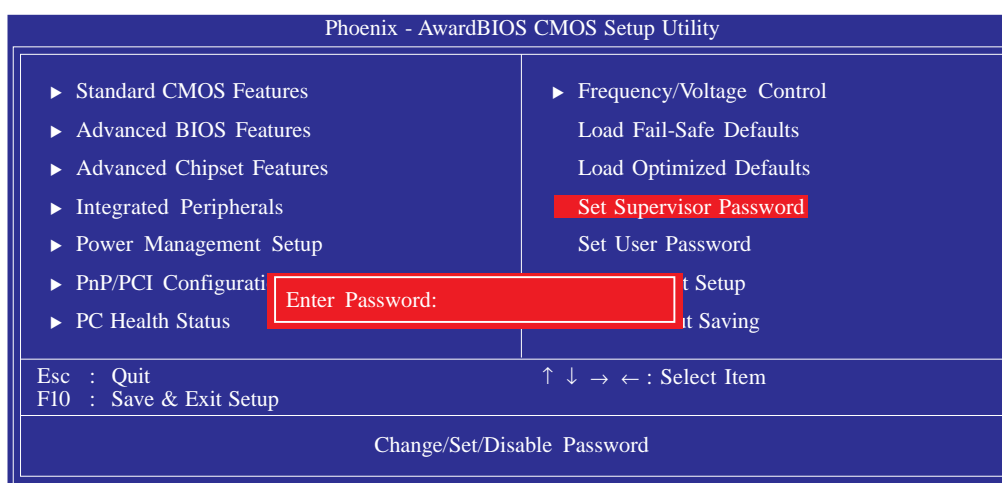 Phoenix - AwardBIOS CMOS Setup Utility
Standard CMOS Features
Advanced BIOS Features
Advanced Chipset Features
Integrated Peripherals
Power Management Setup
PnP/PCI Configurati
PC Health Status
Frequency/Voltage Control
Load Fail-Safe Defaults
Load Optimized Defaults
Set Supervisor Password
Set User Password
t Setup
ut Saving
Enter Password:
Esc : Quit
F10 : Save & Exit Setup
↑ ↓ → ← : Select Item
Change/Set/Disable Password